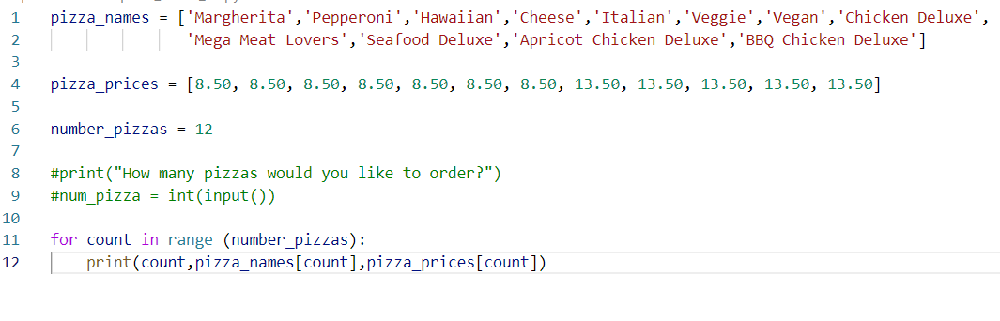 1 pizza_names = ['Margherita','Pepperoni','Hawaiian','Cheese','Italian','Veggie','Vegan','Chicken Deluxe',
2 'Mega Meat Lovers','Seafood Deluxe','Apricot Chicken Deluxe','BBQ Chicken Deluxe']
3
4 pizza_prices = [8.50, 8.50, 8.50, 8.50, 8.50, 8.50, 8.50, 13.50, 13.50, 13.50, 13.50, 13.50]
5
6 number_pizzas = 12
7
8 #print("How many pizzas would you like to order?")
9 #num_pizza = int(input())
10
11 for count in range (number_pizzas):
12     print(count,pizza_names[count],pizza_prices[count])